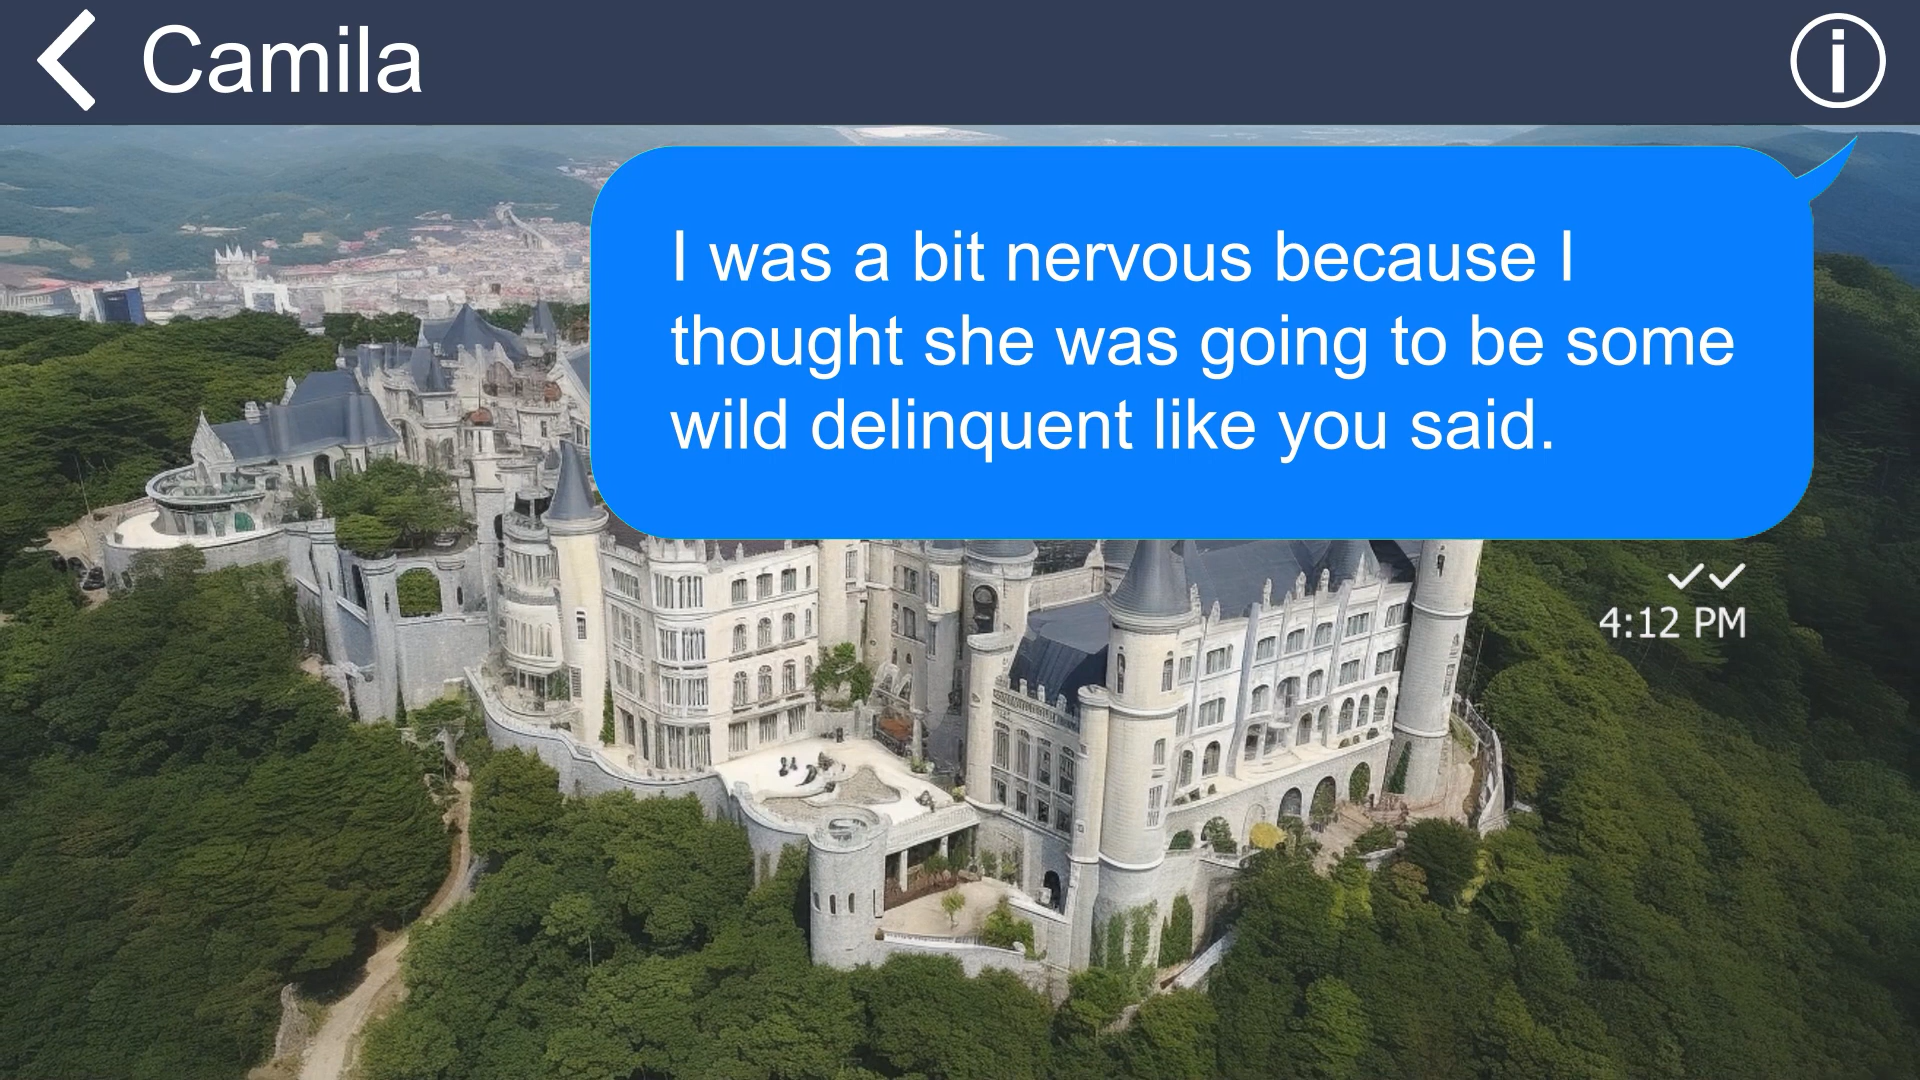 Camila
I was a bit nervous because I
thought she was going to be some
wild delinquent like you said.
4:12 PM